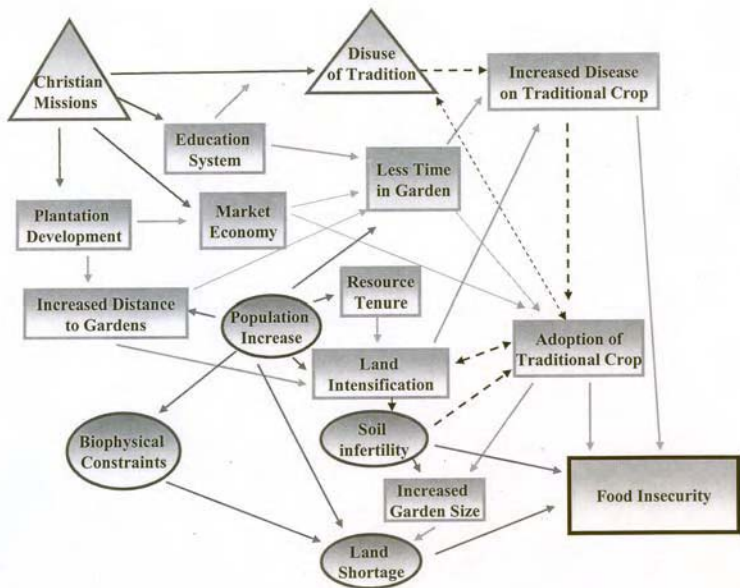 Christian
Missions
Disuse
of Tradition
Increased Disease
on Traditional Crop
Education
System
Less Time
in Garden
Plantation
Development
Market
Economy
Increased Distance
to Gardens
Population
Increase
Resource
Tenure
Land
Intensification
Adoption of
Traditional Crop
Biophysical
Constraints
Soil
infertility
Increased
Garden Size
Food Insecurity
Land
Shortage